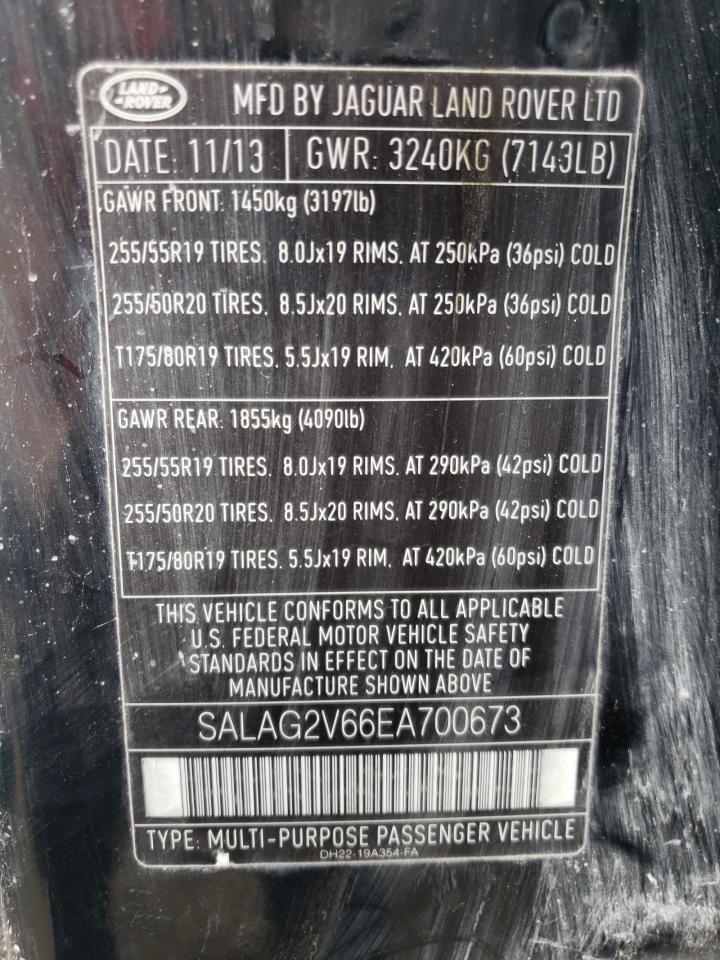 LAND-
-ROVER
MFD BY JAGUAR LAND ROVER LTD
DATE: 11/13 GWR: 3240KG (7143LB)
GAWR FRONT: 1450kg (3197lb)
255/55R19 TIRES, 8.0Jx19 RIMS, AT 250kPa (36psi) COLD
255/50R20 TIRES, 8.5Jx20 RIMS, AT 250kPa (36psi) COLD
T175/80R19 TIRES, 5.5Jx19 RIM, AT 420kPa (60psi) COLD
GAWR REAR: 1855kg (4090lb)
255/55R19 TIRES, 8.0Jx19 RIMS, AT 290kPa (42psi) COLD
255/50R20 TIRES, 8.5Jx20 RIMS, AT 290kPa (42psi) COLD
T175/80R19 TIRES, 5.5Jx19 RIM, AT 420kPa (60psi) COLD
THIS VEHICLE CONFORMS TO ALL APPLICABLE
U.S. FEDERAL MOTOR VEHICLE SAFETY
STANDARDS IN EFFECT ON THE DATE OF
MANUFACTURE SHOWN ABOVE
SALAG2V66EA700673
TYPE: MULTI-PURPOSE PASSENGER VEHICLE
DH22-19A354-FA